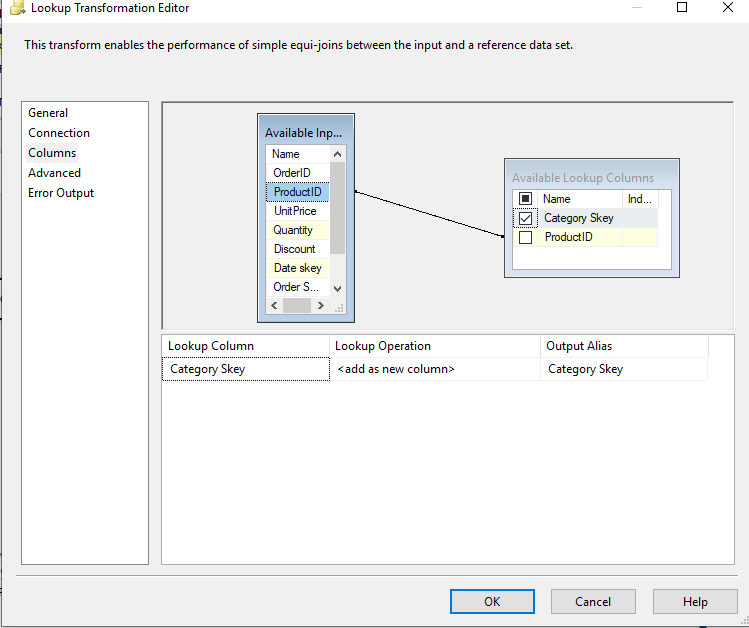 Lookup Transformation Editor
This transform enables the performance of simple equi-joins between the input and a reference data set.
General
Connection
Columns
Advanced
Error Output
Available Inp...
Name
OrderID
ProductID
UnitPrice
Quantity
Discount
Date skey
Order S...
Available Lookup Columns
Name Ind...
Category Skey
ProductID
Lookup Column Lookup Operation Output Alias
Category Skey <add as new column> Category Skey
OK Cancel Help